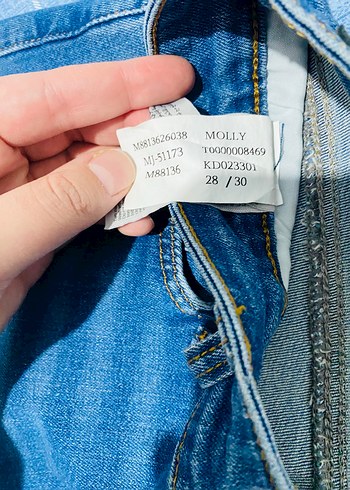 M8813626038 MOLLY
MJ-51173 T0000008469
M88136 KD023301
28 / 30